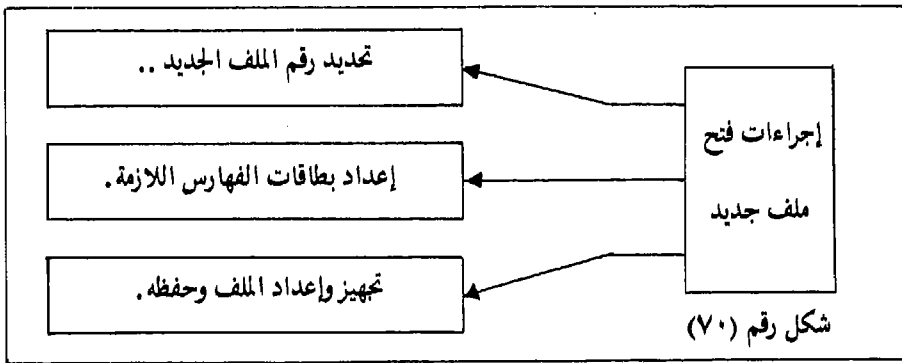 إجراءات فتح
ملف جديد
تحديد رقم الملف الجديد ..
إعداد بطاقات الفهارس اللازمة .
تجهيز وإعداد الملف وحفظه .
شكل رقم (٧٠)